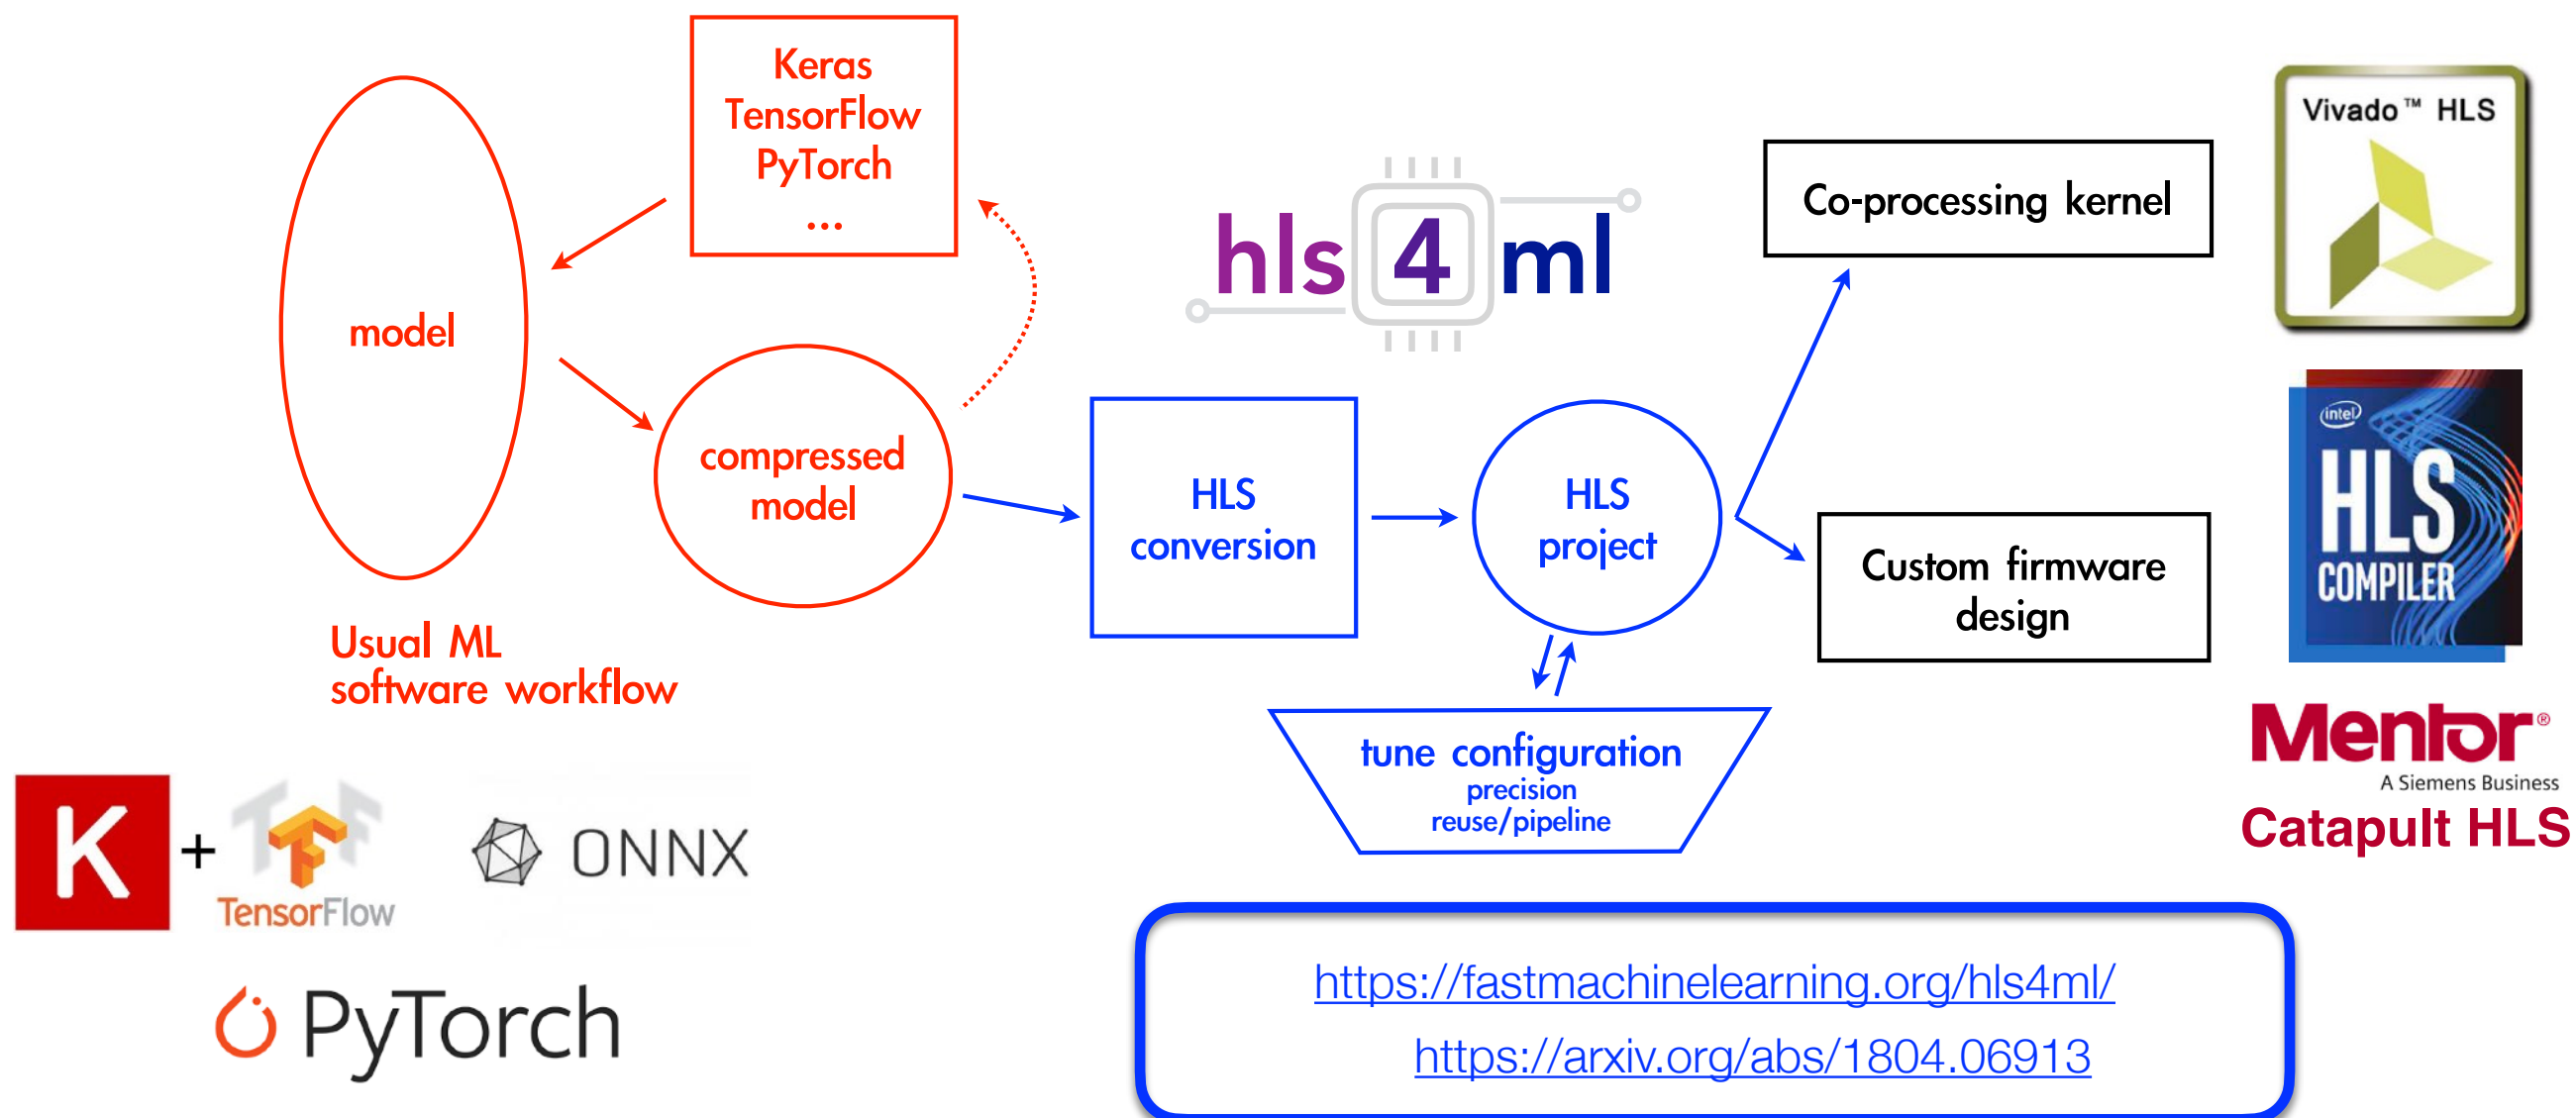 Keras
TensorFlow
PyTorch
...
model
compressed
model
Usual ML
software workflow
K
+
TensorFlow
ONNX
PyTorch
hls 4 ml
HLS
conversion
HLS
project
tune configuration
precision
reuse/pipeline
Co-processing kernel
Custom firmware
design
Vivado™ HLS
intel
HLS
COMPILER
Mentor®
A Siemens Business
Catapult HLS
https://fastmachinelearning.org/hls4ml/
https://arxiv.org/abs/1804.06913